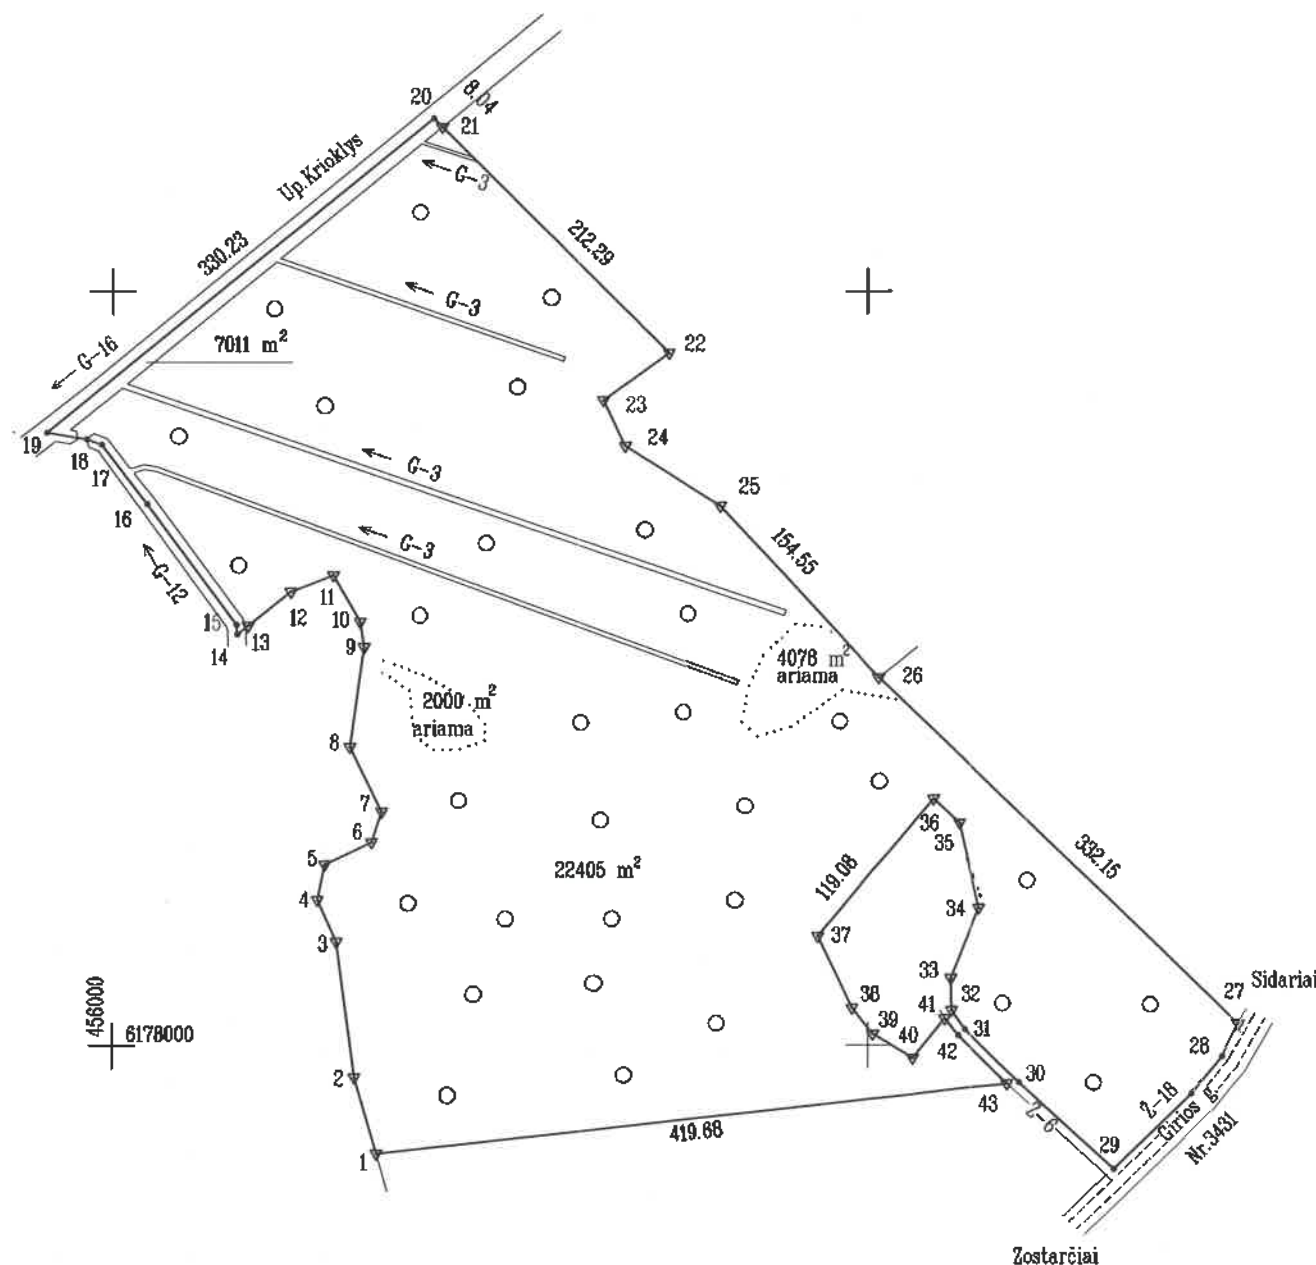 20
8.04
21
Up.Krioklys
G-3
330.23
212.29
G-3
7011 m²
G-16
22
23
19
18
24
17
G-3
25
16
154.55
G-3
G-12
11
12
10
15
13
14
9
4078 m²
ariama
26
2000 m²
ariama
8
7
36
6
35
332.15
5
22405 m²
119.08
4
34
37
3
33
Sidariai
27
38
32
41
31
456000
6178000
39
40
42
28
2
30
43
Z-18
Girios g.
Z-6
419.68
Nr.3431
1
29
Zostarčiai